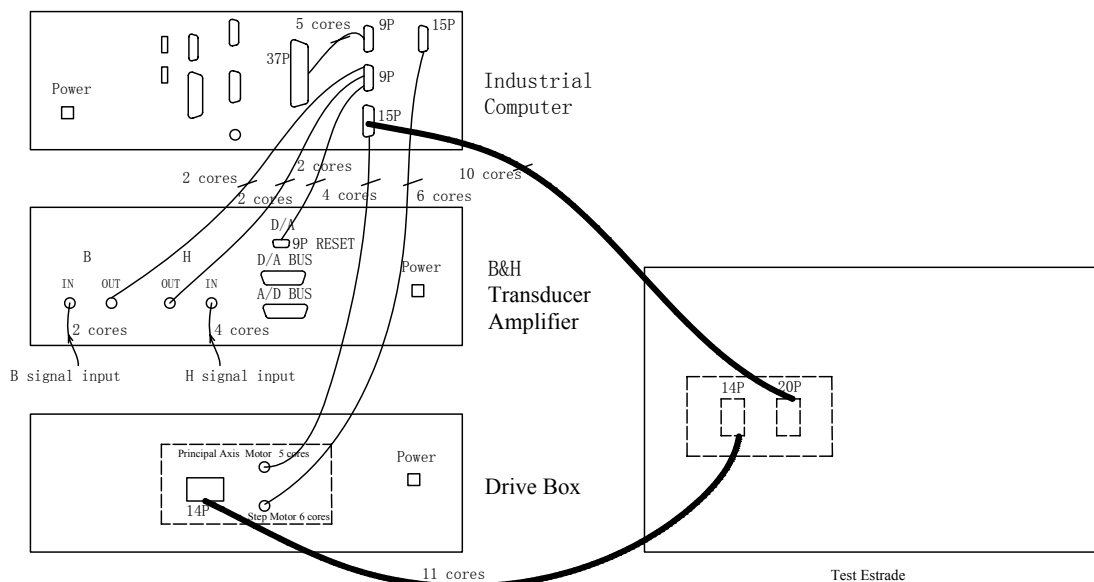 5 cores
9P
15P
37P
9P
Power
15P
Industrial
Computer
2 cores
2 cores
2 cores
4 cores
6 cores
10 cores
D/A
9P RESET
B
H
D/A BUS
Power
IN
OUT
OUT
IN
A/D BUS
B&H
Transducer
Amplifier
2 cores
4 cores
B signal input
H signal input
14P
20P
Principal Axis Motor 5 cores
Power
Drive Box
14P
Step Motor 6 cores
11 cores
Test Estrade